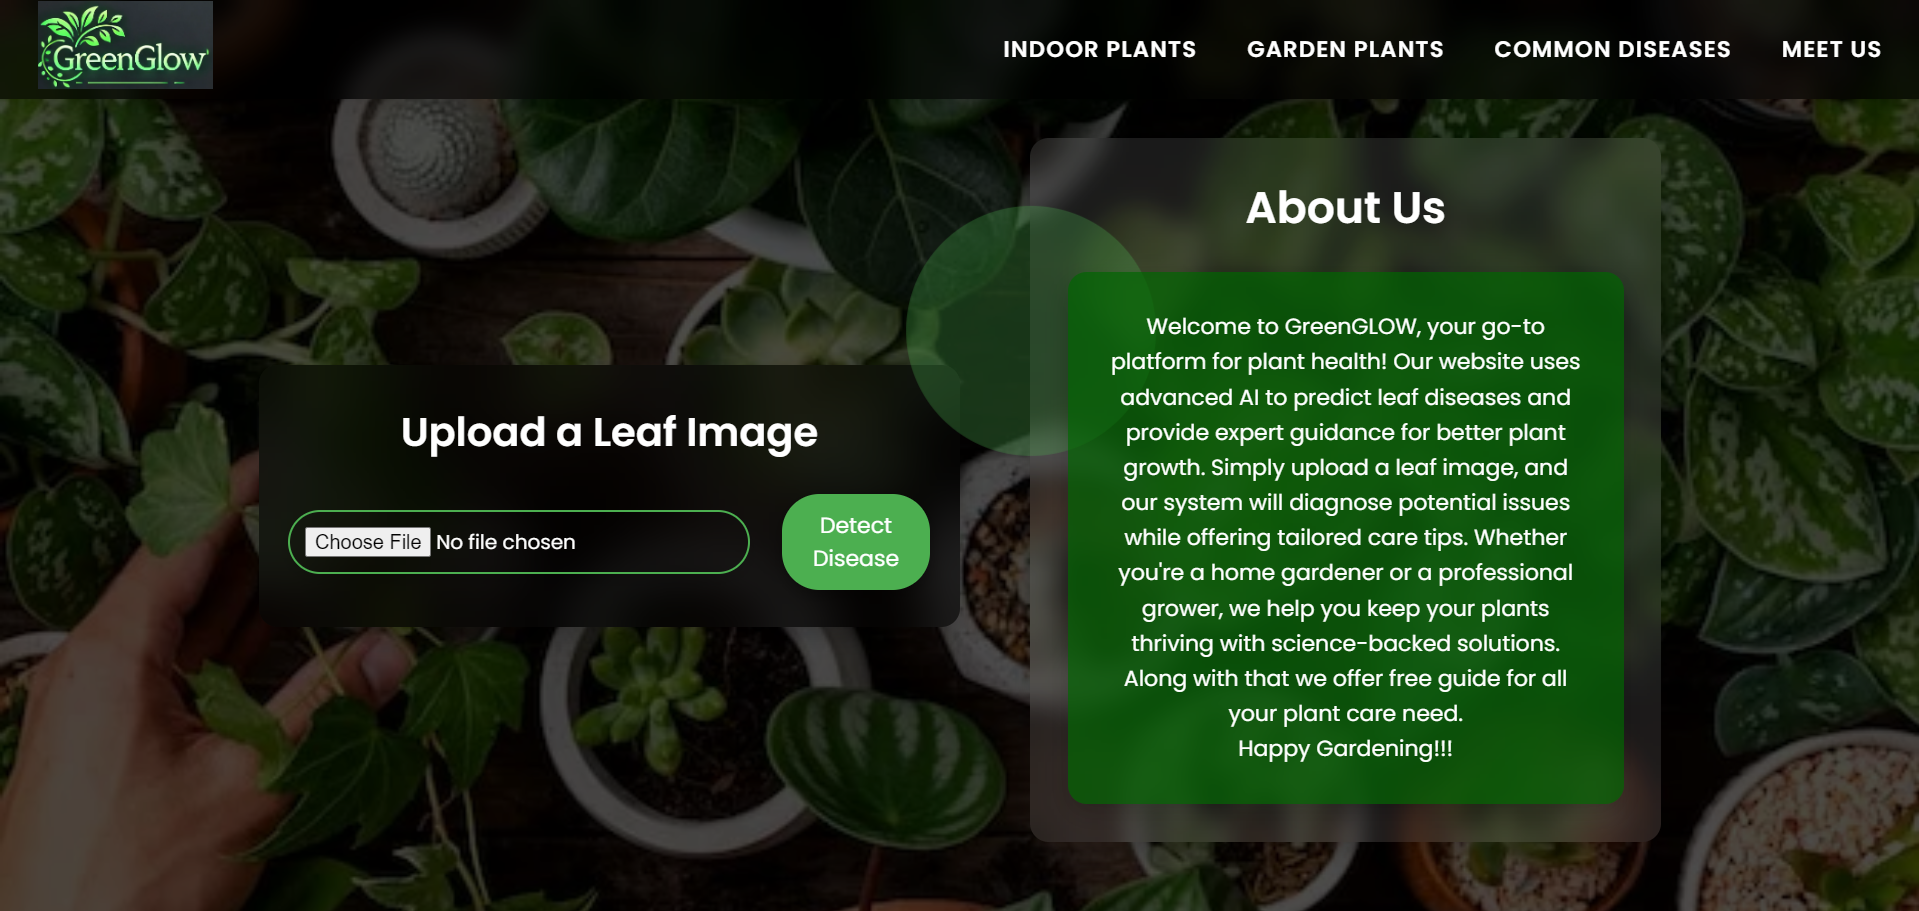 GreenGlow
INDOOR PLANTS GARDEN PLANTS COMMON DISEASES MEET US
Upload a Leaf Image
Choose File No file chosen
Detect
Disease
About Us
Welcome to GreenGLOW, your go-to
platform for plant health! Our website uses
advanced AI to predict leaf diseases and
provide expert guidance for better plant
growth. Simply upload a leaf image, and
our system will diagnose potential issues
while offering tailored care tips. Whether
you're a home gardener or a professional
grower, we help you keep your plants
thriving with science-backed solutions.
Along with that we offer free guide for all
your plant care need.
Happy Gardening!!!